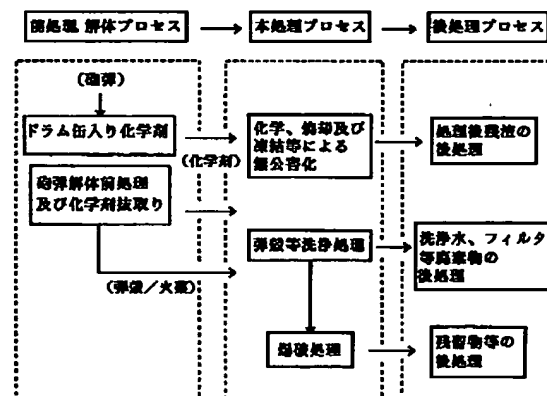 前処理、解体プロセス
本処理プロセス
後処理プロセス
(砲弾)
ドラム缶入り化学剤
(化学剤)
砲弾解体前処理
及び化学剤抜取り
(弾殻/火薬)
化学、焼却及び
凍結等による
無公害化
弾殻等洗浄処理
爆破処理
処理後残渣の
後処理
洗浄水、フィルタ
等廃棄物の
後処理
残留物等の
後処理